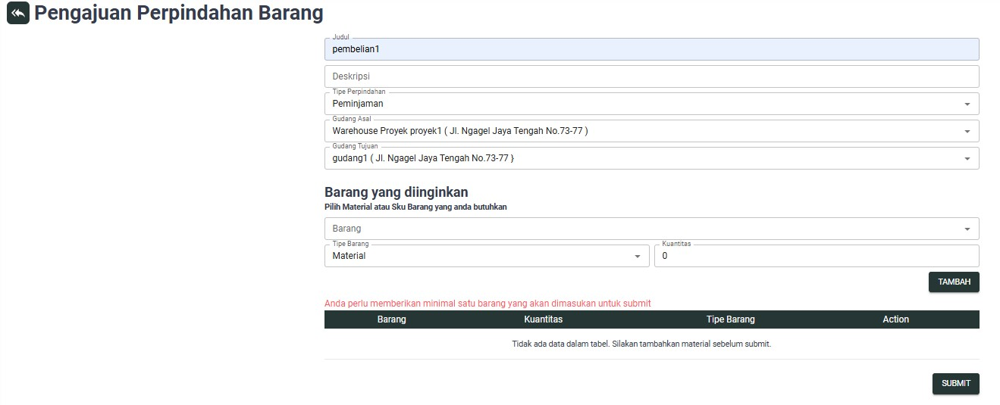 Pengajuan Perpindahan Barang
Judul
pembelian1
Deskripsi
Tipe Perpindahan
Peminjaman
Gudang Asal
Warehouse Proyek proyek1 ( Jl. Ngagel Jaya Tengah No.73-77 )
Gudang Tujuan
gudang1 ( Jl. Ngagel Jaya Tengah No.73-77 }
Barang yang diinginkan
Pilih Material atau Sku Barang yang anda butuhkan
Barang
Tipe Barang
Material
Kuantitas
0
TAMBAH
Anda perlu memberikan minimal satu barang yang akan dimasukan untuk submit
Barang Kuantitas Tipe Barang Action
Tidak ada data dalam tabel. Silakan tambahkan material sebelum submit.
SUBMIT